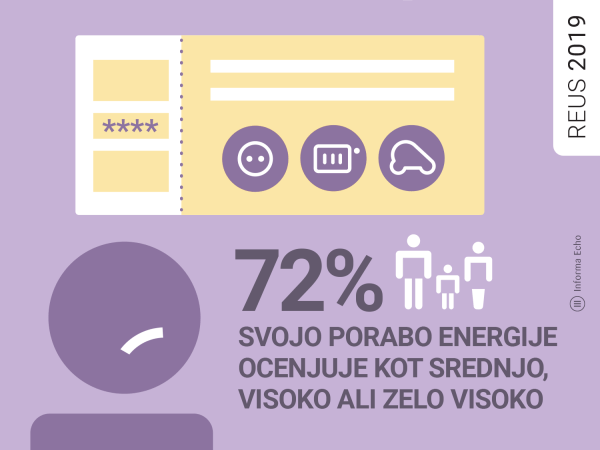 REUS 2019
****
72%
SVOJO PORABO ENERGIJE
OCENJUJE KOT SREDNJO,
VISOKO ALI ZELO VISOKO
Informa Echo